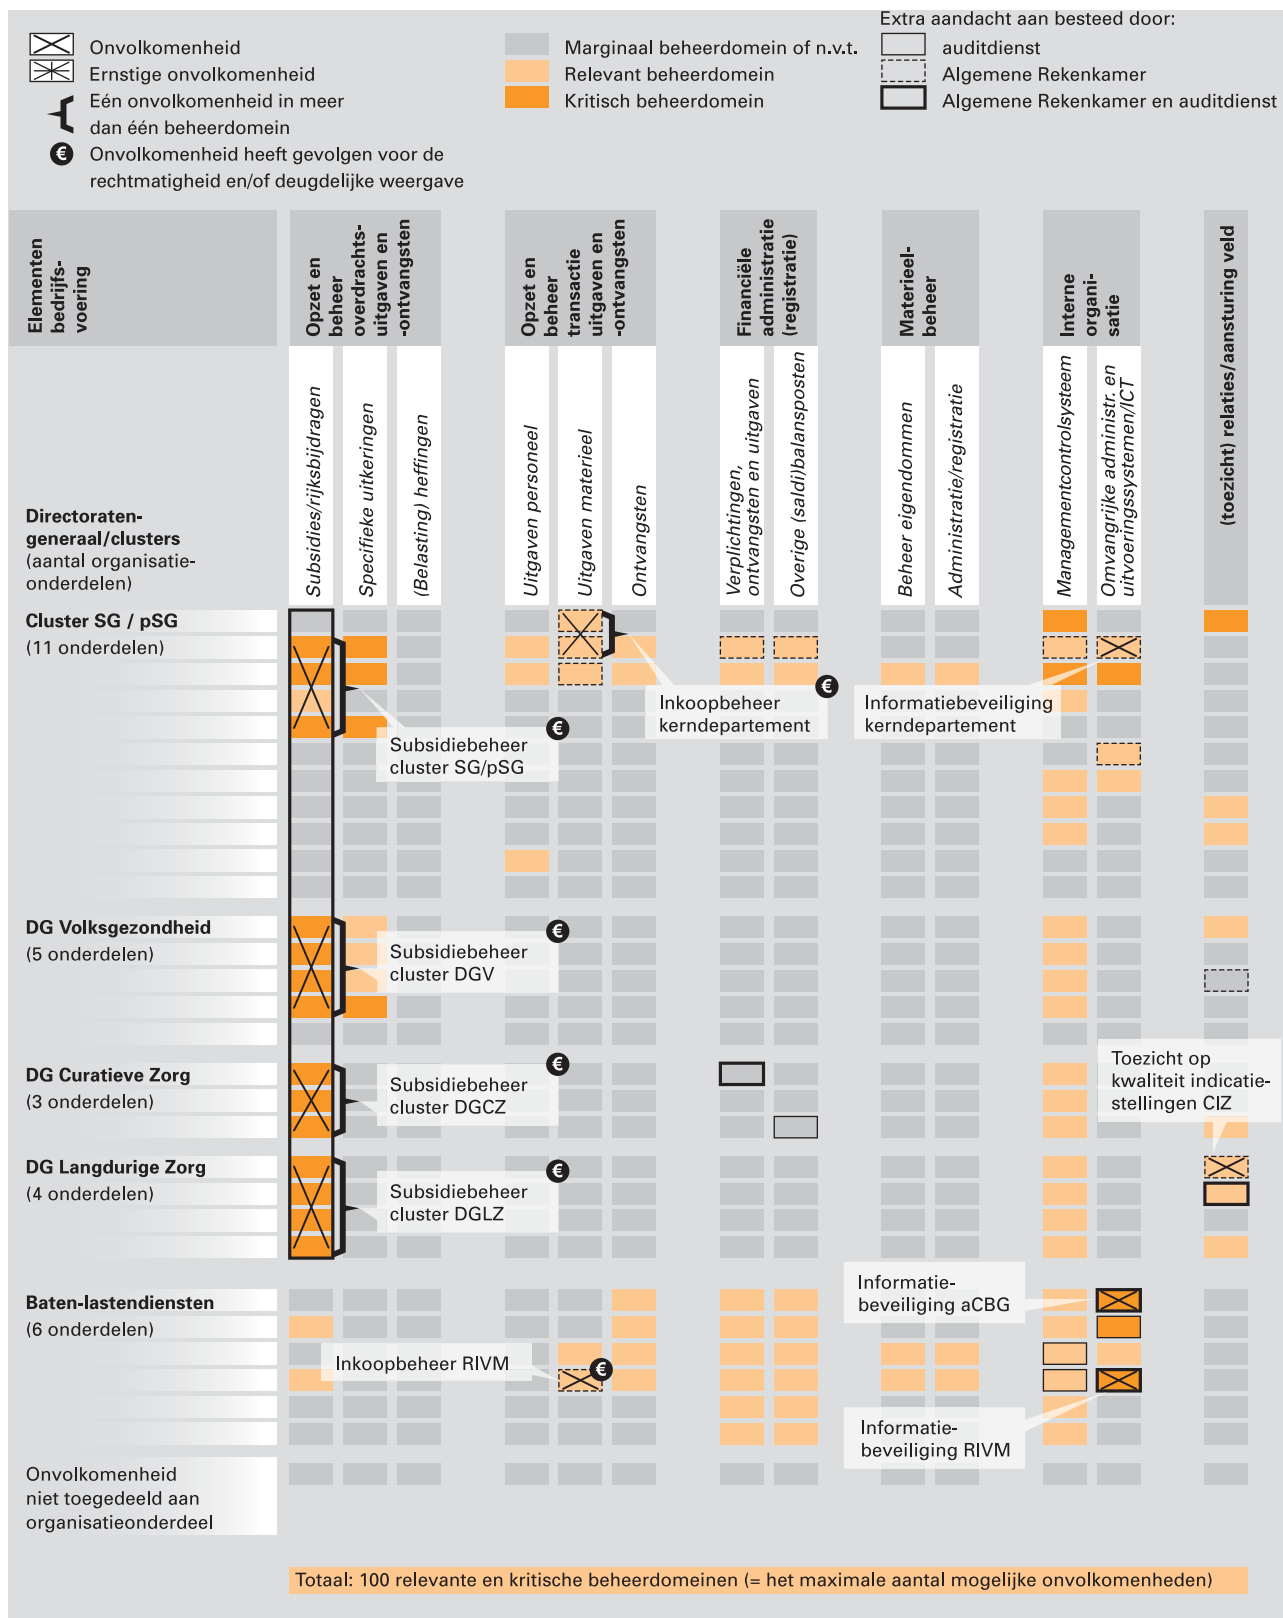 Onvolkomenheid
Ernstige onvolkomenheid
Eén onvolkomenheid in meer
dan één beheerdomein
€
Onvolkomenheid heeft gevolgen voor de
rechtmatigheid en/of deugdelijke weergave
Marginaal beheerdomein of n.v.t.
Relevant beheerdomein
Kritisch beheerdomein
Extra aandacht aan besteed door:
auditdienst
Algemene Rekenkamer
Algemene Rekenkamer en auditdienst
Elementen
bedrijfs-
voering
Opzet en
beheer
overdrachts-
uitgaven en
-ontvangsten
Opzet en
beheer
transactie
uitgaven en
-ontvangsten
Financiële
administratie
(registratie)
Materieel-
beheer
Interne
organi-
satie
(toezicht) relaties/aansturing veld
Directoraten-
generaal/clusters
(aantal organisatie-
onderdelen)
Subsidies/rijksbijdragen
Specifieke uitkeringen
(Belasting) heffingen
Uitgaven personeel
Uitgaven materieel
Ontvangsten
Verplichtingen,
ontvangsten en uitgaven
Overige (saldi)balansposten
Beheer eigendommen
Administratie/registratie
Managementcontrolsysteem
Omvangrijke administr. en
uitvoeringssystemen/ICT
Cluster SG / pSG
(11 onderdelen)
€
Inkoopbeheer
kerndepartement
Informatiebeveiliging
kerndepartement
€
Subsidiebeheer
cluster SG/pSG
DG Volksgezondheid
(5 onderdelen)
€
Subsidiebeheer
cluster DGV
DG Curatieve Zorg
(3 onderdelen)
€
Subsidiebeheer
cluster DGCZ
Toezicht op
kwaliteit indicatie-
stellingen CIZ
DG Langdurige Zorg
(4 onderdelen)
€
Subsidiebeheer
cluster DGLZ
Baten-lastendiensten
(6 onderdelen)
Informatie-
beveiliging aCBG
Inkoopbeheer RIVM
€
Informatie-
beveiliging RIVM
Onvolkomenheid
niet toegedeeld aan
organisatieonderdeel
Totaal: 100 relevante en kritische beheerdomeinen (= het maximale aantal mogelijke onvolkomenheden)